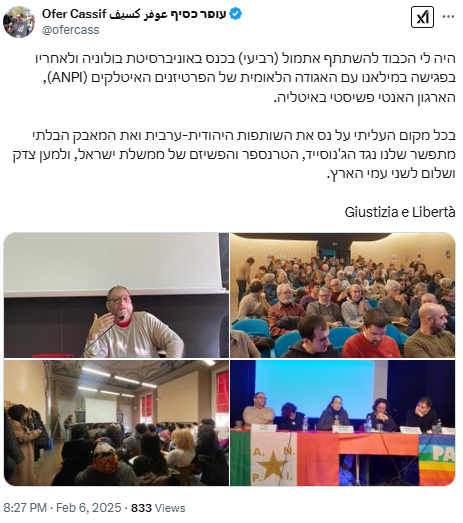 עופר כסיף عوفر كسيف Ofer Cassif
@ofercass
היה לי הכבוד להשתתף אתמול (רביעי) בכנס באוניברסיטת בולוניה ולאחריו
בפגישה במילאנו עם האגודה הלאומית של הפרטיזנים האיטלקים (ANPI),
הארגון האנטי פשיסטי באיטליה.
בכל מקום העליתי על נס את השותפות היהודית-ערבית ואת המאבק הבלתי
מתפשר שלנו נגד הג'נוסייד, הטרנספר והפשיזם של ממשלת ישראל, ולמען צדק
ושלום לשני עמי הארץ.
Giustizia e Libertà
A. N.
P. I.
PA
8:27 PM · Feb 6, 2025 · 833 Views